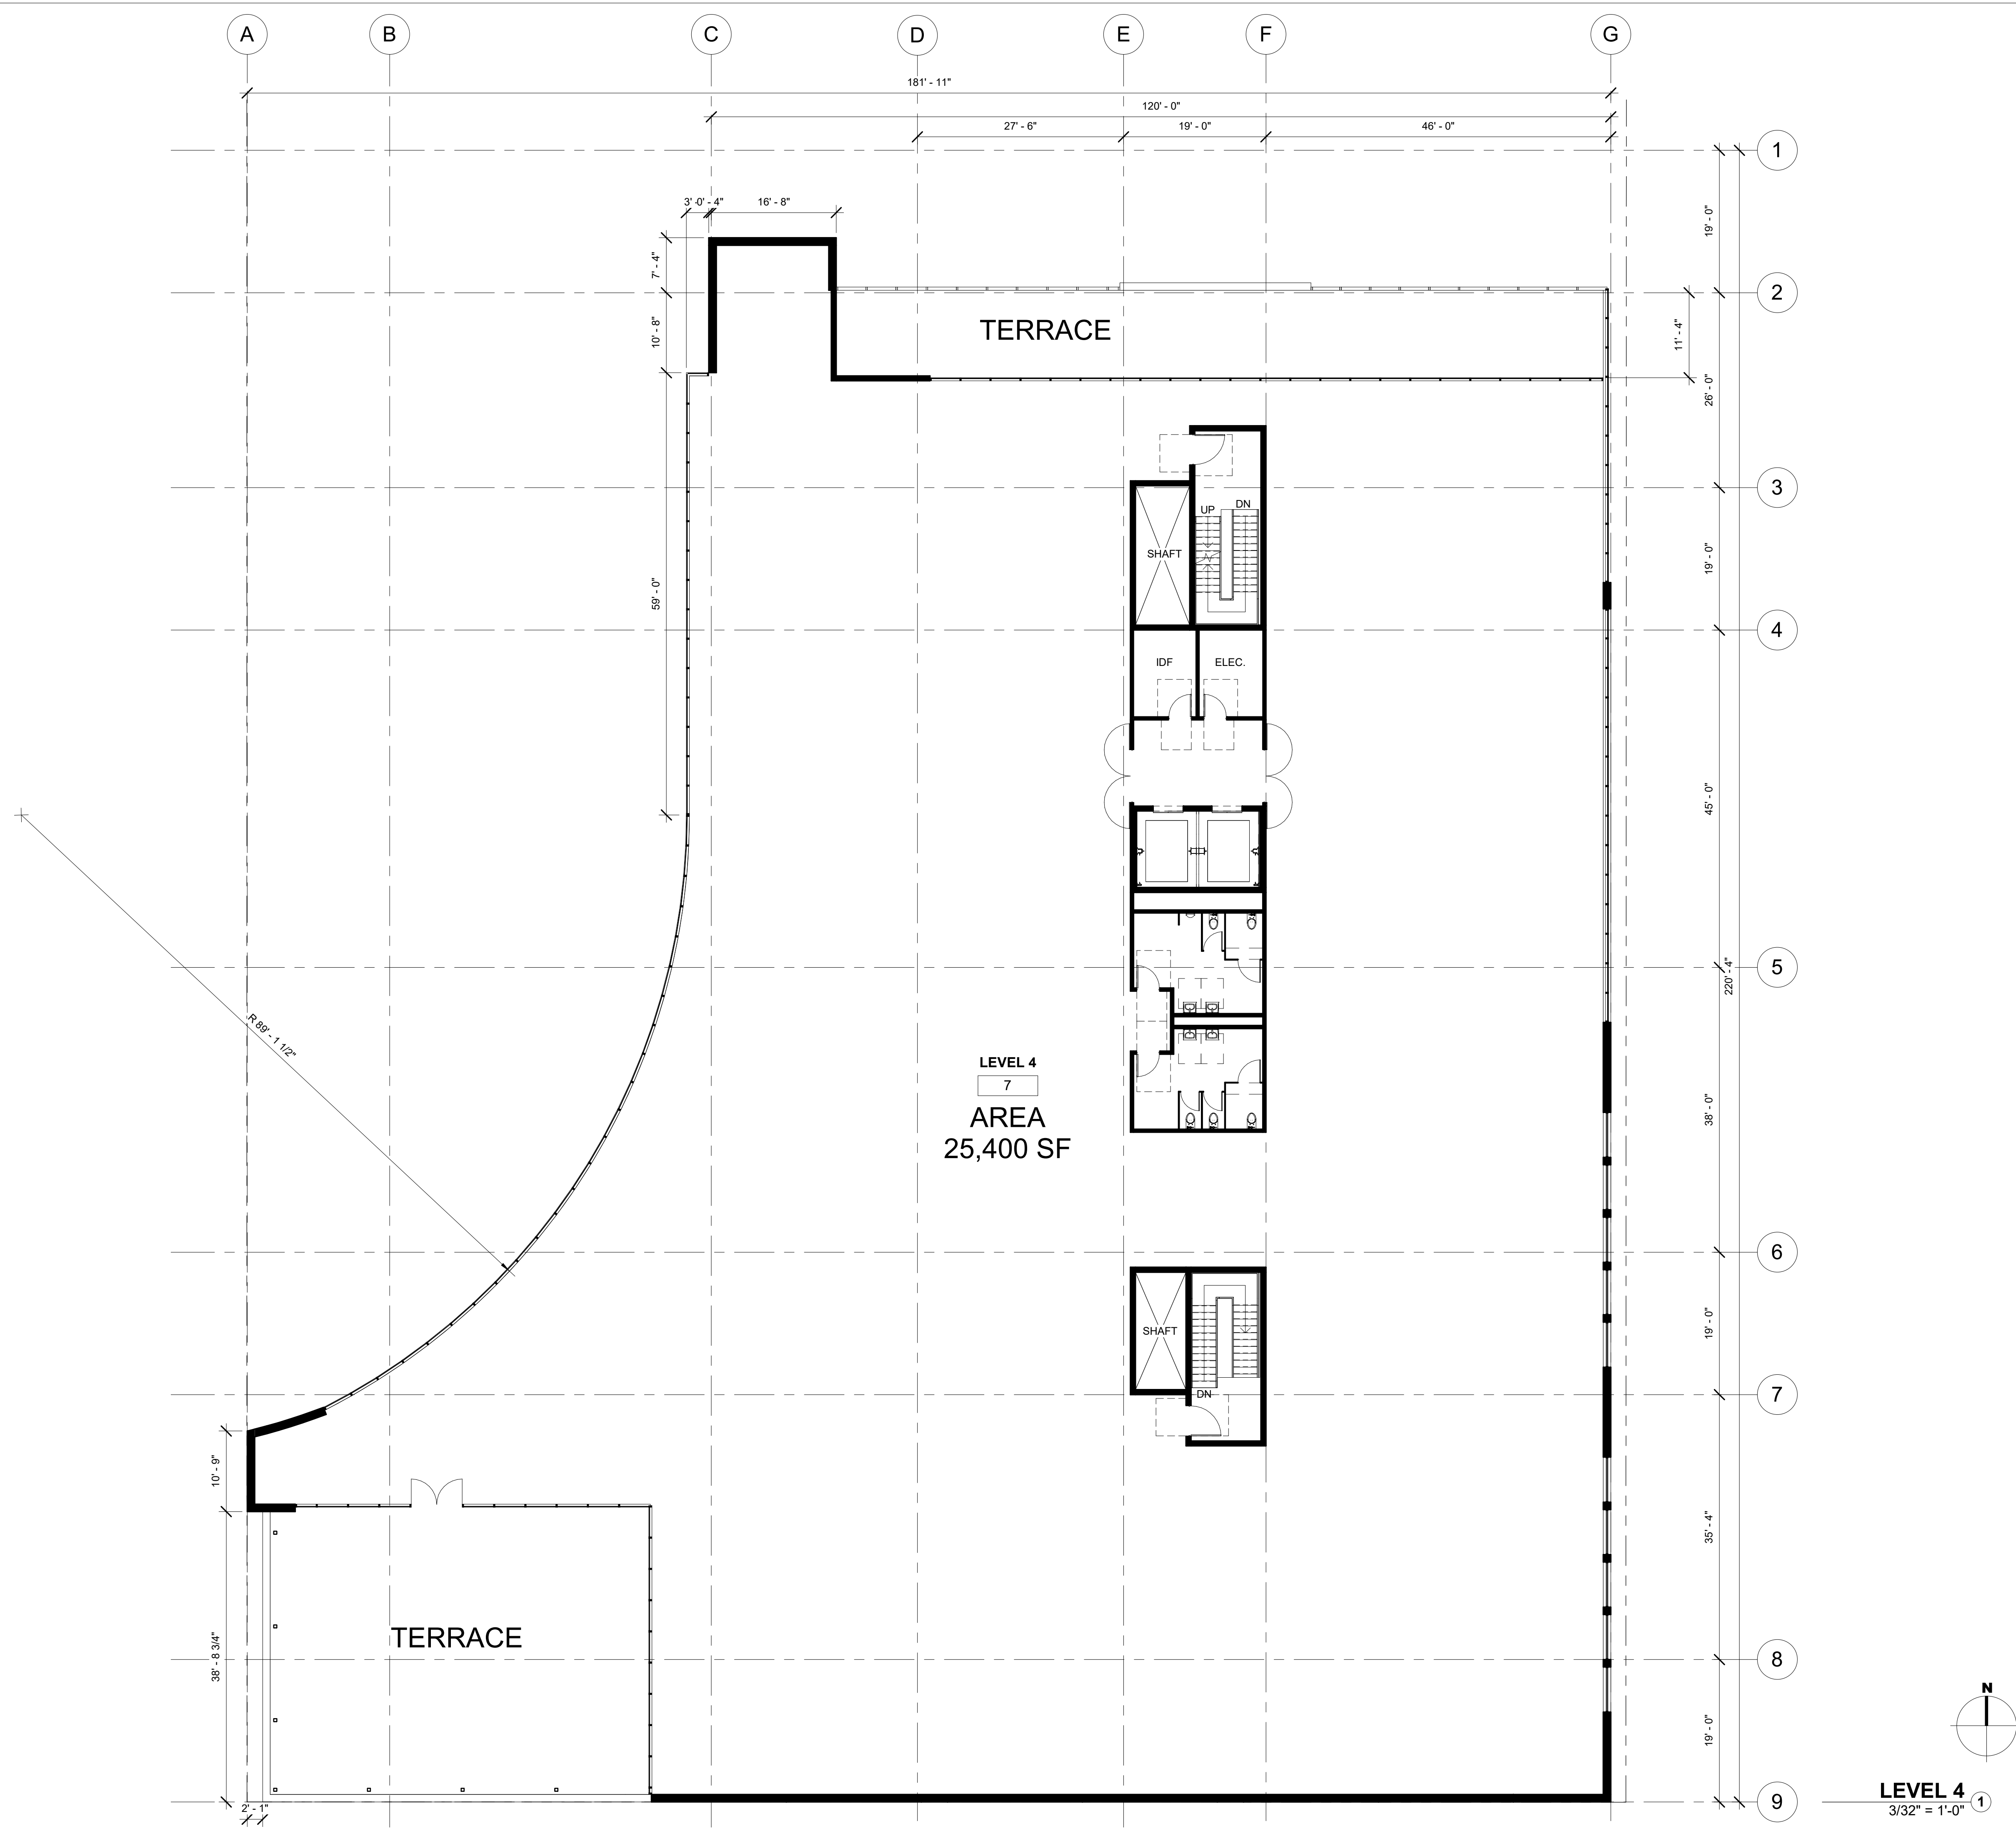 A B C D E F G
181' - 11"
120' - 0"
27' - 6" 19' - 0" 46' - 0"
1
3' - 0' - 4" 16' - 8"
19' - 0"
7' - 4"
2
TERRACE
10' - 8"
11' - 4"
26' - 0"
3
UP DN
SHAFT
19' - 0"
59' - 0"
4
IDF ELEC.
45' - 0"
5
220' - 4"
R 89' - 1 1/2"
LEVEL 4
7
AREA
25,400 SF
38' - 0"
6
SHAFT
19' - 0"
DN
7
10' - 9"
35' - 4"
TERRACE
38' - 8 3/4"
8
N
19' - 0"
2' - 1"
9
LEVEL 4
3/32" = 1'-0"
1